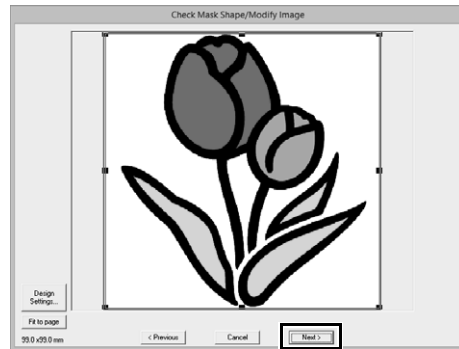 Check Mask Shape/Modify Image
Design
Settings...
Fit to page
99.0 x99.0 mm
< Previous
Cancel
Next >